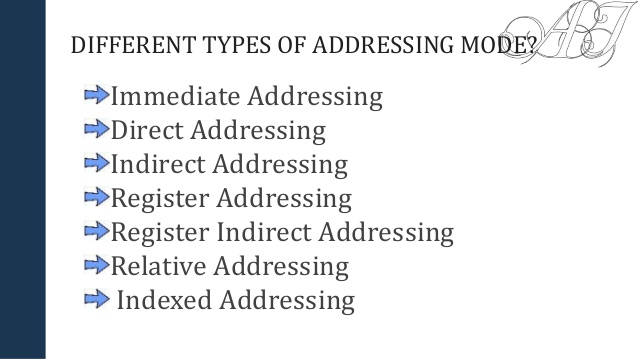 DIFFERENT TYPES OF ADDRESSING MODE?
Immediate Addressing
Direct Addressing
Indirect Addressing
Register Addressing
Register Indirect Addressing
Relative Addressing
Indexed Addressing